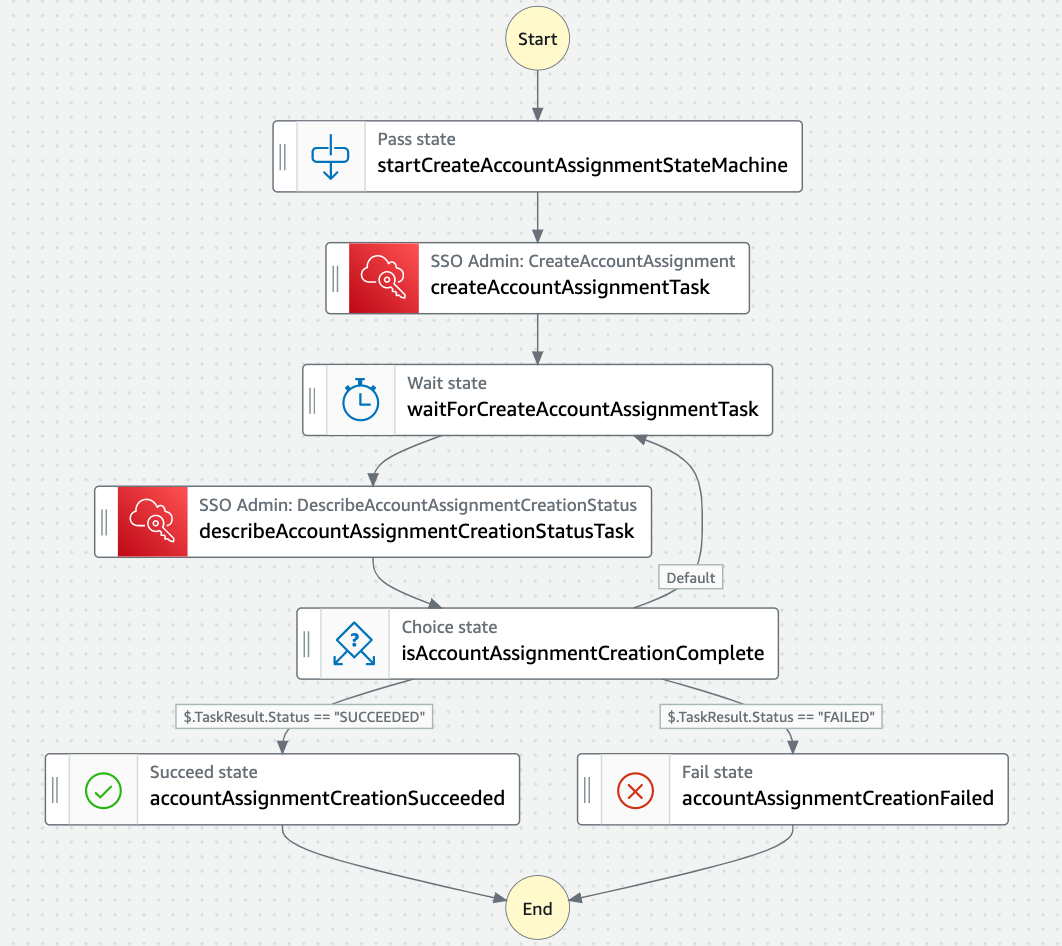 Start
Pass state
startCreateAccountAssignmentStateMachine
SSO Admin: CreateAccountAssignment
createAccountAssignmentTask
Wait state
waitForCreateAccountAssignmentTask
SSO Admin: DescribeAccountAssignmentCreationStatus
describeAccountAssignmentCreationStatusTask
Default
Choice state
?
isAccountAssignmentCreationComplete
$.TaskResult.Status == "SUCCEEDED"
$.TaskResult.Status == "FAILED"
Succeed state
accountAssignmentCreationSucceeded
Fail state
accountAssignmentCreationFailed
End